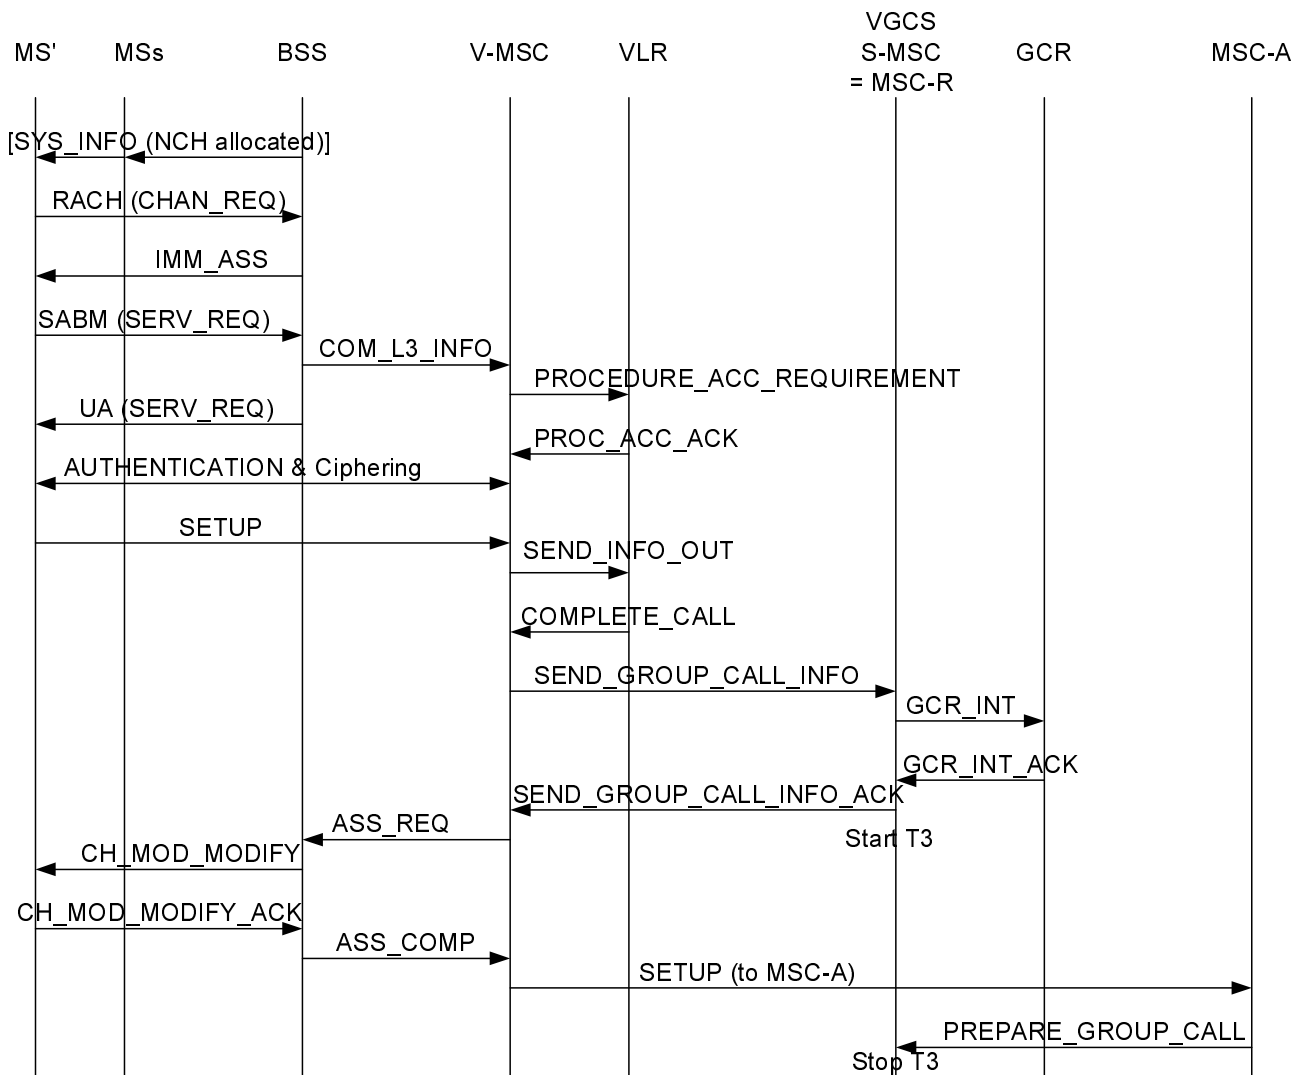 VGCS
MS' MSs BSS V-MSC VLR S-MSC GCR MSC-A
= MSC-R
[SYS_INFO (NCH allocated)]
RACH (CHAN_REQ)
IMM_ASS
SABM (SERV_REQ)
COM_L3_INFO
PROCEDURE_ACC_REQUIREMENT
UA (SERV_REQ)
PROC_ACC_ACK
AUTHENTICATION & Ciphering
SETUP
SEND_INFO_OUT
COMPLETE_CALL
SEND_GROUP_CALL_INFO
GCR_INT
GCR_INT_ACK
SEND_GROUP_CALL_INFO_ACK
ASS_REQ
Start T3
CH_MOD_MODIFY
CH_MOD_MODIFY_ACK
ASS_COMP
SETUP (to MSC-A)
PREPARE_GROUP_CALL
Stop T3